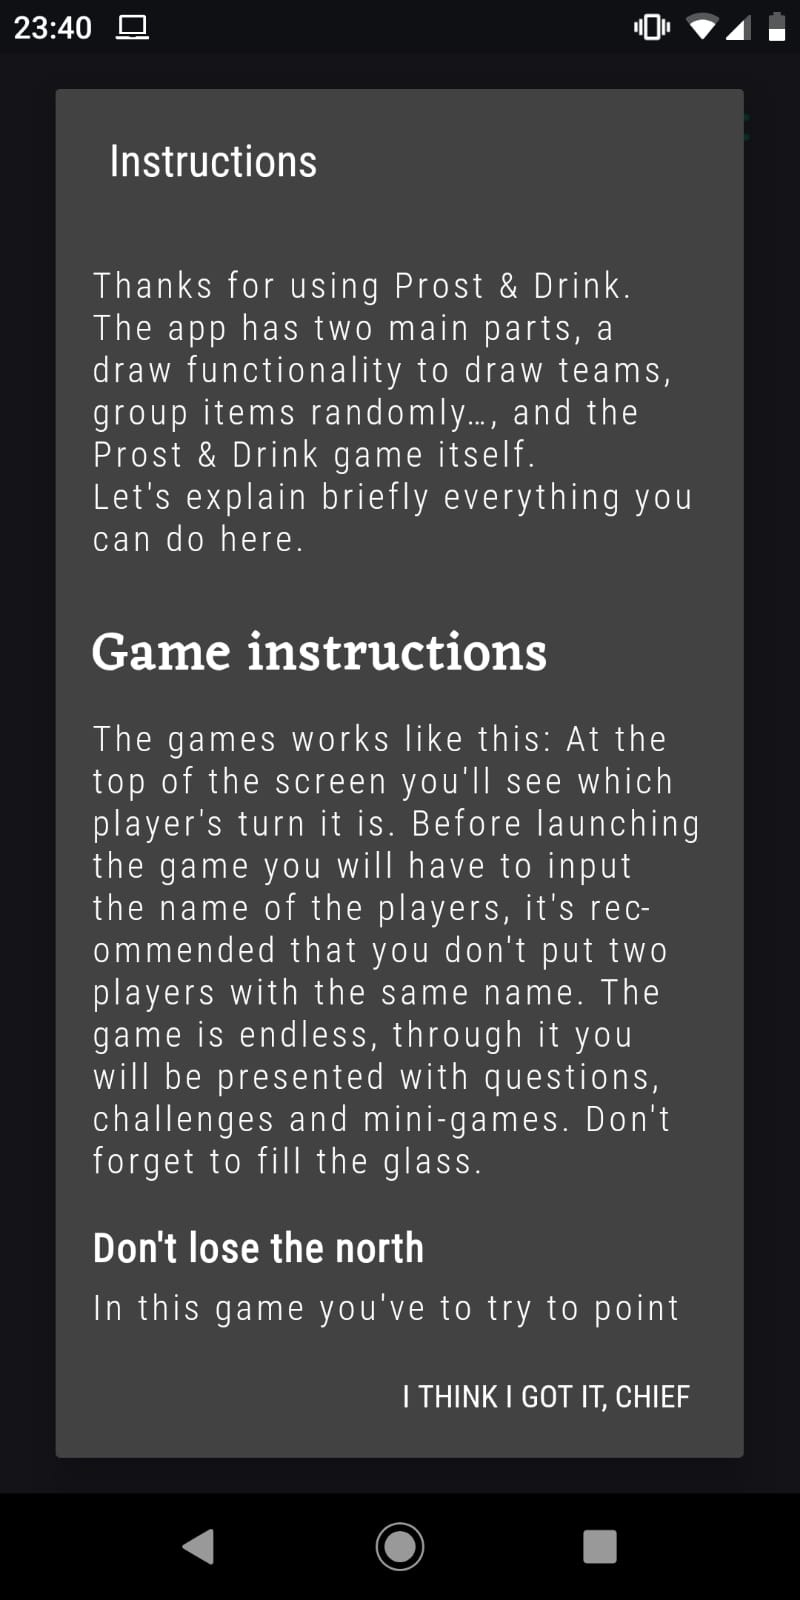 23:40
Instructions
Thanks for using Prost & Drink.
The app has two main parts, a
draw functionality to draw teams,
group items randomly…, and the
Prost & Drink game itself.
Let's explain briefly everything you
can do here.
Game instructions
The games works like this: At the
top of the screen you'll see which
player's turn it is. Before launching
the game you will have to input
the name of the players, it's rec-
ommended that you don't put two
players with the same name. The
game is endless, through it you
will be presented with questions,
challenges and mini-games. Don't
forget to fill the glass.
Don't lose the north
In this game you've to try to point
I THINK I GOT IT, CHIEF